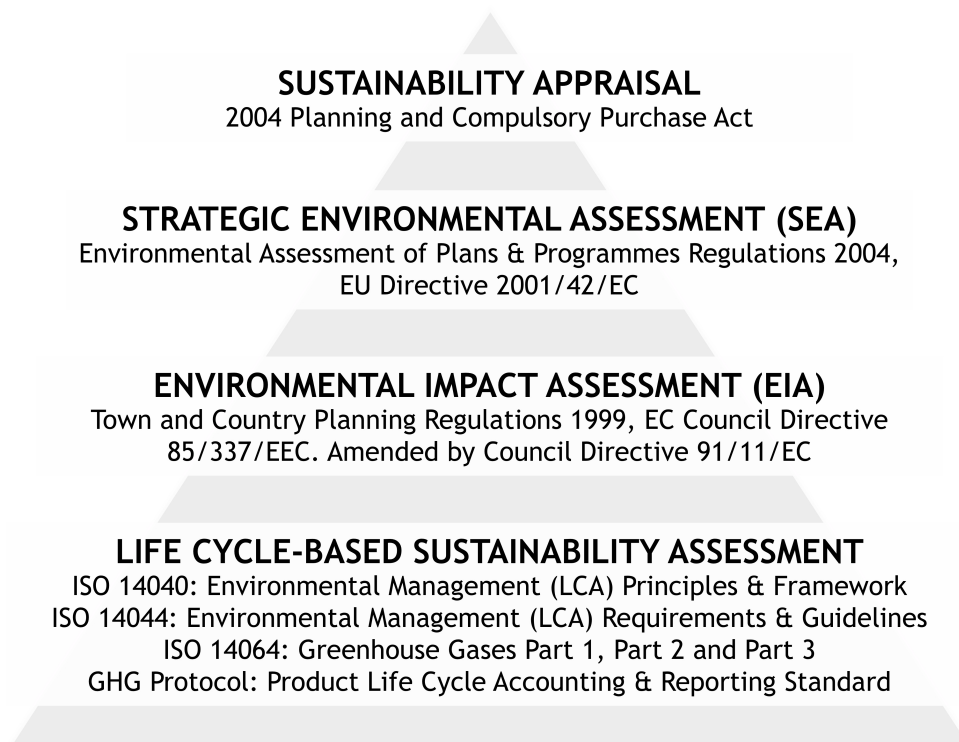 SUSTAINABILITY APPRAISAL
2004 Planning and Compulsory Purchase Act
STRATEGIC ENVIRONMENTAL ASSESSMENT (SEA)
Environmental Assessment of Plans & Programmes Regulations 2004,
EU Directive 2001/42/EC
ENVIRONMENTAL IMPACT ASSESSMENT (EIA)
Town and Country Planning Regulations 1999, EC Council Directive
85/337/EEC. Amended by Council Directive 91/11/EC
LIFE CYCLE-BASED SUSTAINABILITY ASSESSMENT
ISO 14040: Environmental Management (LCA) Principles & Framework
ISO 14044: Environmental Management (LCA) Requirements & Guidelines
ISO 14064: Greenhouse Gases Part 1, Part 2 and Part 3
GHG Protocol: Product Life Cycle Accounting & Reporting Standard